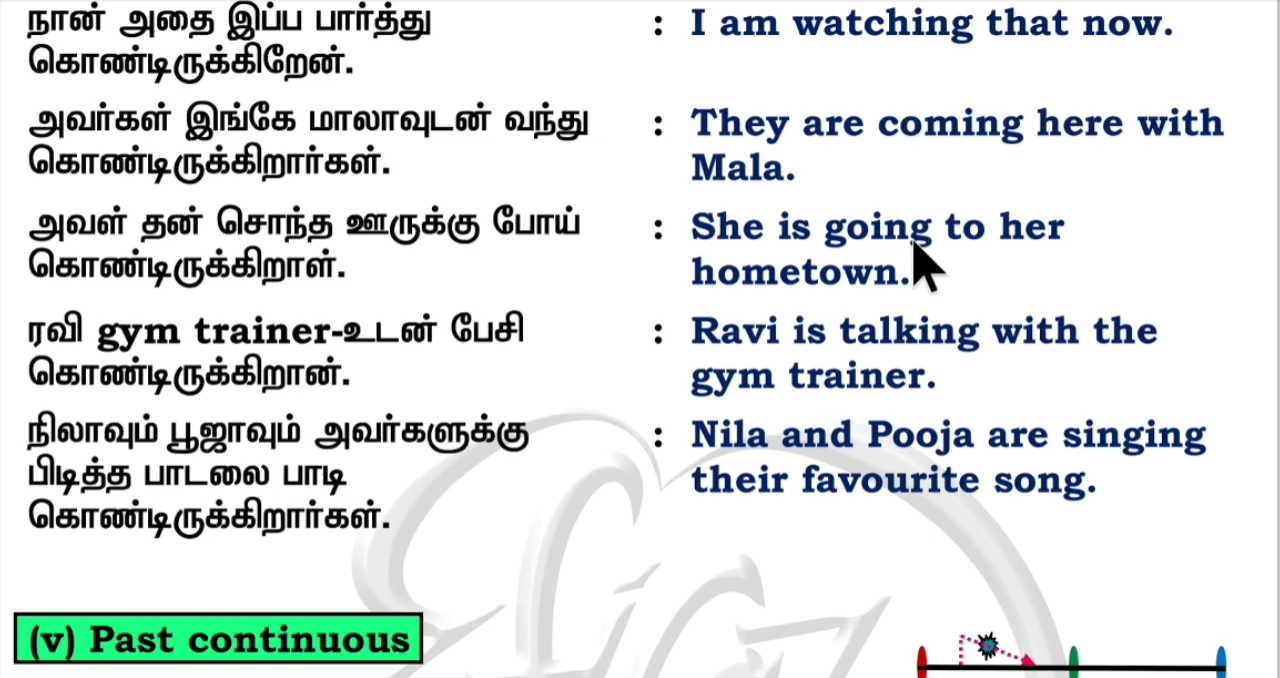 நான் அதை இப்ப பார்த்து : I am watching that now.
கொண்டிருக்கிறேன்.
அவர்கள் இங்கே மாலாவுடன் வந்து : They are coming here with
கொண்டிருக்கிறார்கள். Mala.
அவள் தன் சொந்த ஊருக்கு போய் : She is going to her
கொண்டிருக்கிறாள். hometown.
ரவி gym trainer-உடன் பேசி : Ravi is talking with the
கொண்டிருக்கிறான். gym trainer.
நிலாவும் பூஜாவும் அவர்களுக்கு : Nila and Pooja are singing
பிடித்த பாடலை பாடி their favourite song.
கொண்டிருக்கிறார்கள்.
(v) Past continuous